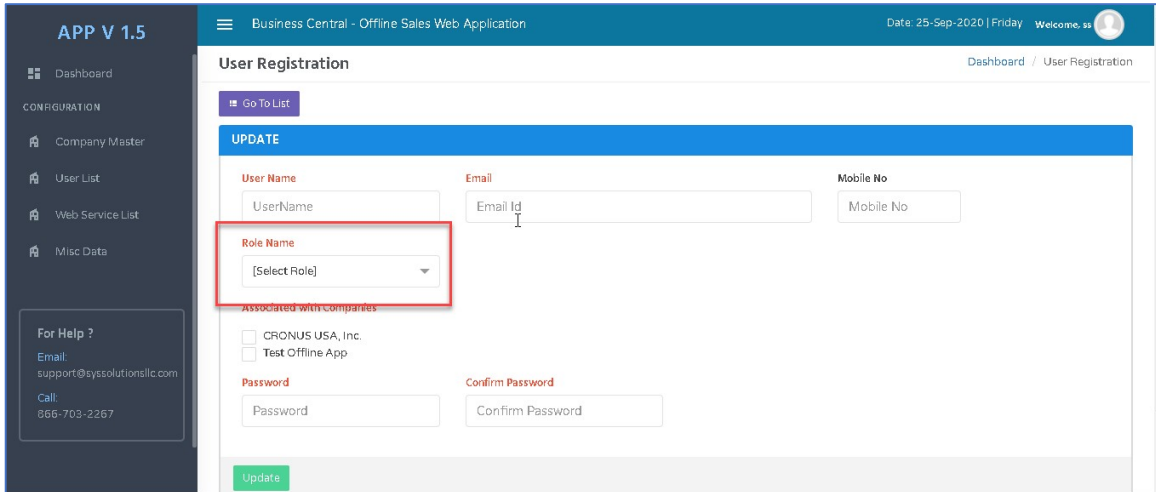 APP V 1.5
Business Central - Offline Sales Web Application
Date: 25-Sep-2020 | Friday Welcome, ss
Dashboard
CONFIGURATION
Company Master
User List
Web Service List
Misc Data
For Help ?
Email:
support@syssolutionsllc.com
Call:
866-703-2267
User Registration
Dashboard / User Registration
Go To List
UPDATE
User Name Email Mobile No
UserName Email Id Mobile No
Role Name
[Select Role]
Associated with Companies
CRONUS USA, Inc.
Test Offline App
Password Confirm Password
Password Confirm Password
Update